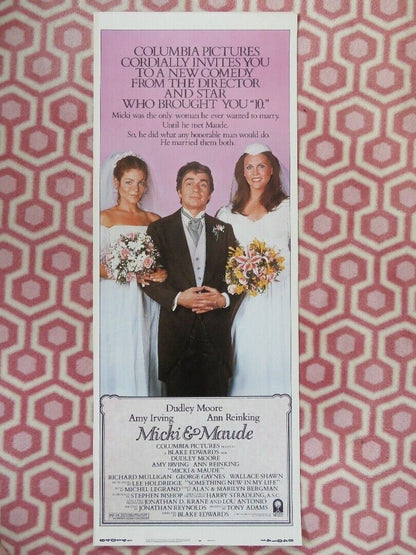 COLUMBIA PICTURES
CORDIALLY INVITES YOU
TO A NEW COMEDY
FROM THE DIRECTOR
AND STAR
WHO BROUGHT YOU "10."
Micki was the only woman he ever wanted to marry.
Until he met Maude.
So, he did what any honorable man would do.
He married them both.
Dudley Moore
Amy Irving Ann Reinking
Micki & Maude
COLUMBIA PICTURES
A BLAKE EDWARDS
DUDLEY MOORE
AMY IRVING ANN REINKING
"MICKI & MAUDE"
RICHARD MULLIGAN GEORGE GAYNES WALLACE SHAWN
LEE HOLDRIDGE "SOMETHING NEW IN MY LIFE"
MICHEL LEGRAND ALAN & MARILYN BERGMAN
STEPHEN BISHOP HARRY STRADLING, A.S.C.
JONATHAN D. KRANE AND LOU ANTONIO
JONATHAN REYNOLDS TONY ADAMS
BLAKE EDWARDS